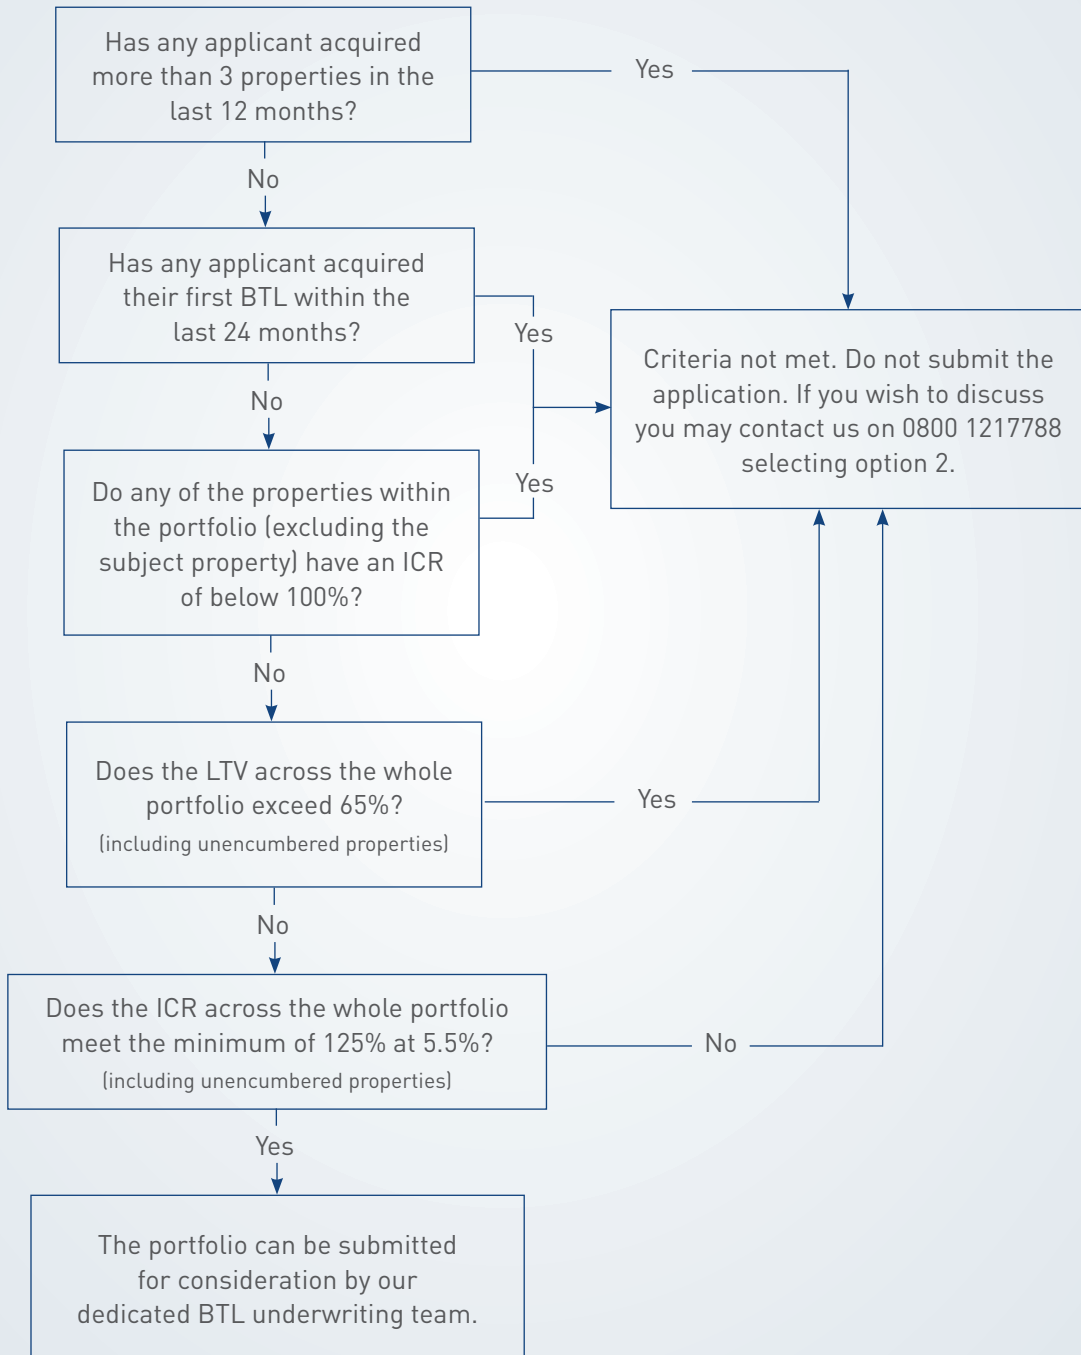 Has any applicant acquired
more than 3 properties in the
last 12 months?
Yes
No
Has any applicant acquired
their first BTL within the
last 24 months?
Yes
No
Criteria not met. Do not submit the
application. If you wish to discuss
you may contact us on 0800 1217788
selecting option 2.
Do any of the properties within
the portfolio (excluding the
subject property) have an ICR
of below 100%?
Yes
No
Does the LTV across the whole
portfolio exceed 65%?
(including unencumbered properties)
Yes
No
Does the ICR across the whole portfolio
meet the minimum of 125% at 5.5%?
(including unencumbered properties)
No
Yes
The portfolio can be submitted
for consideration by our
dedicated BTL underwriting team.